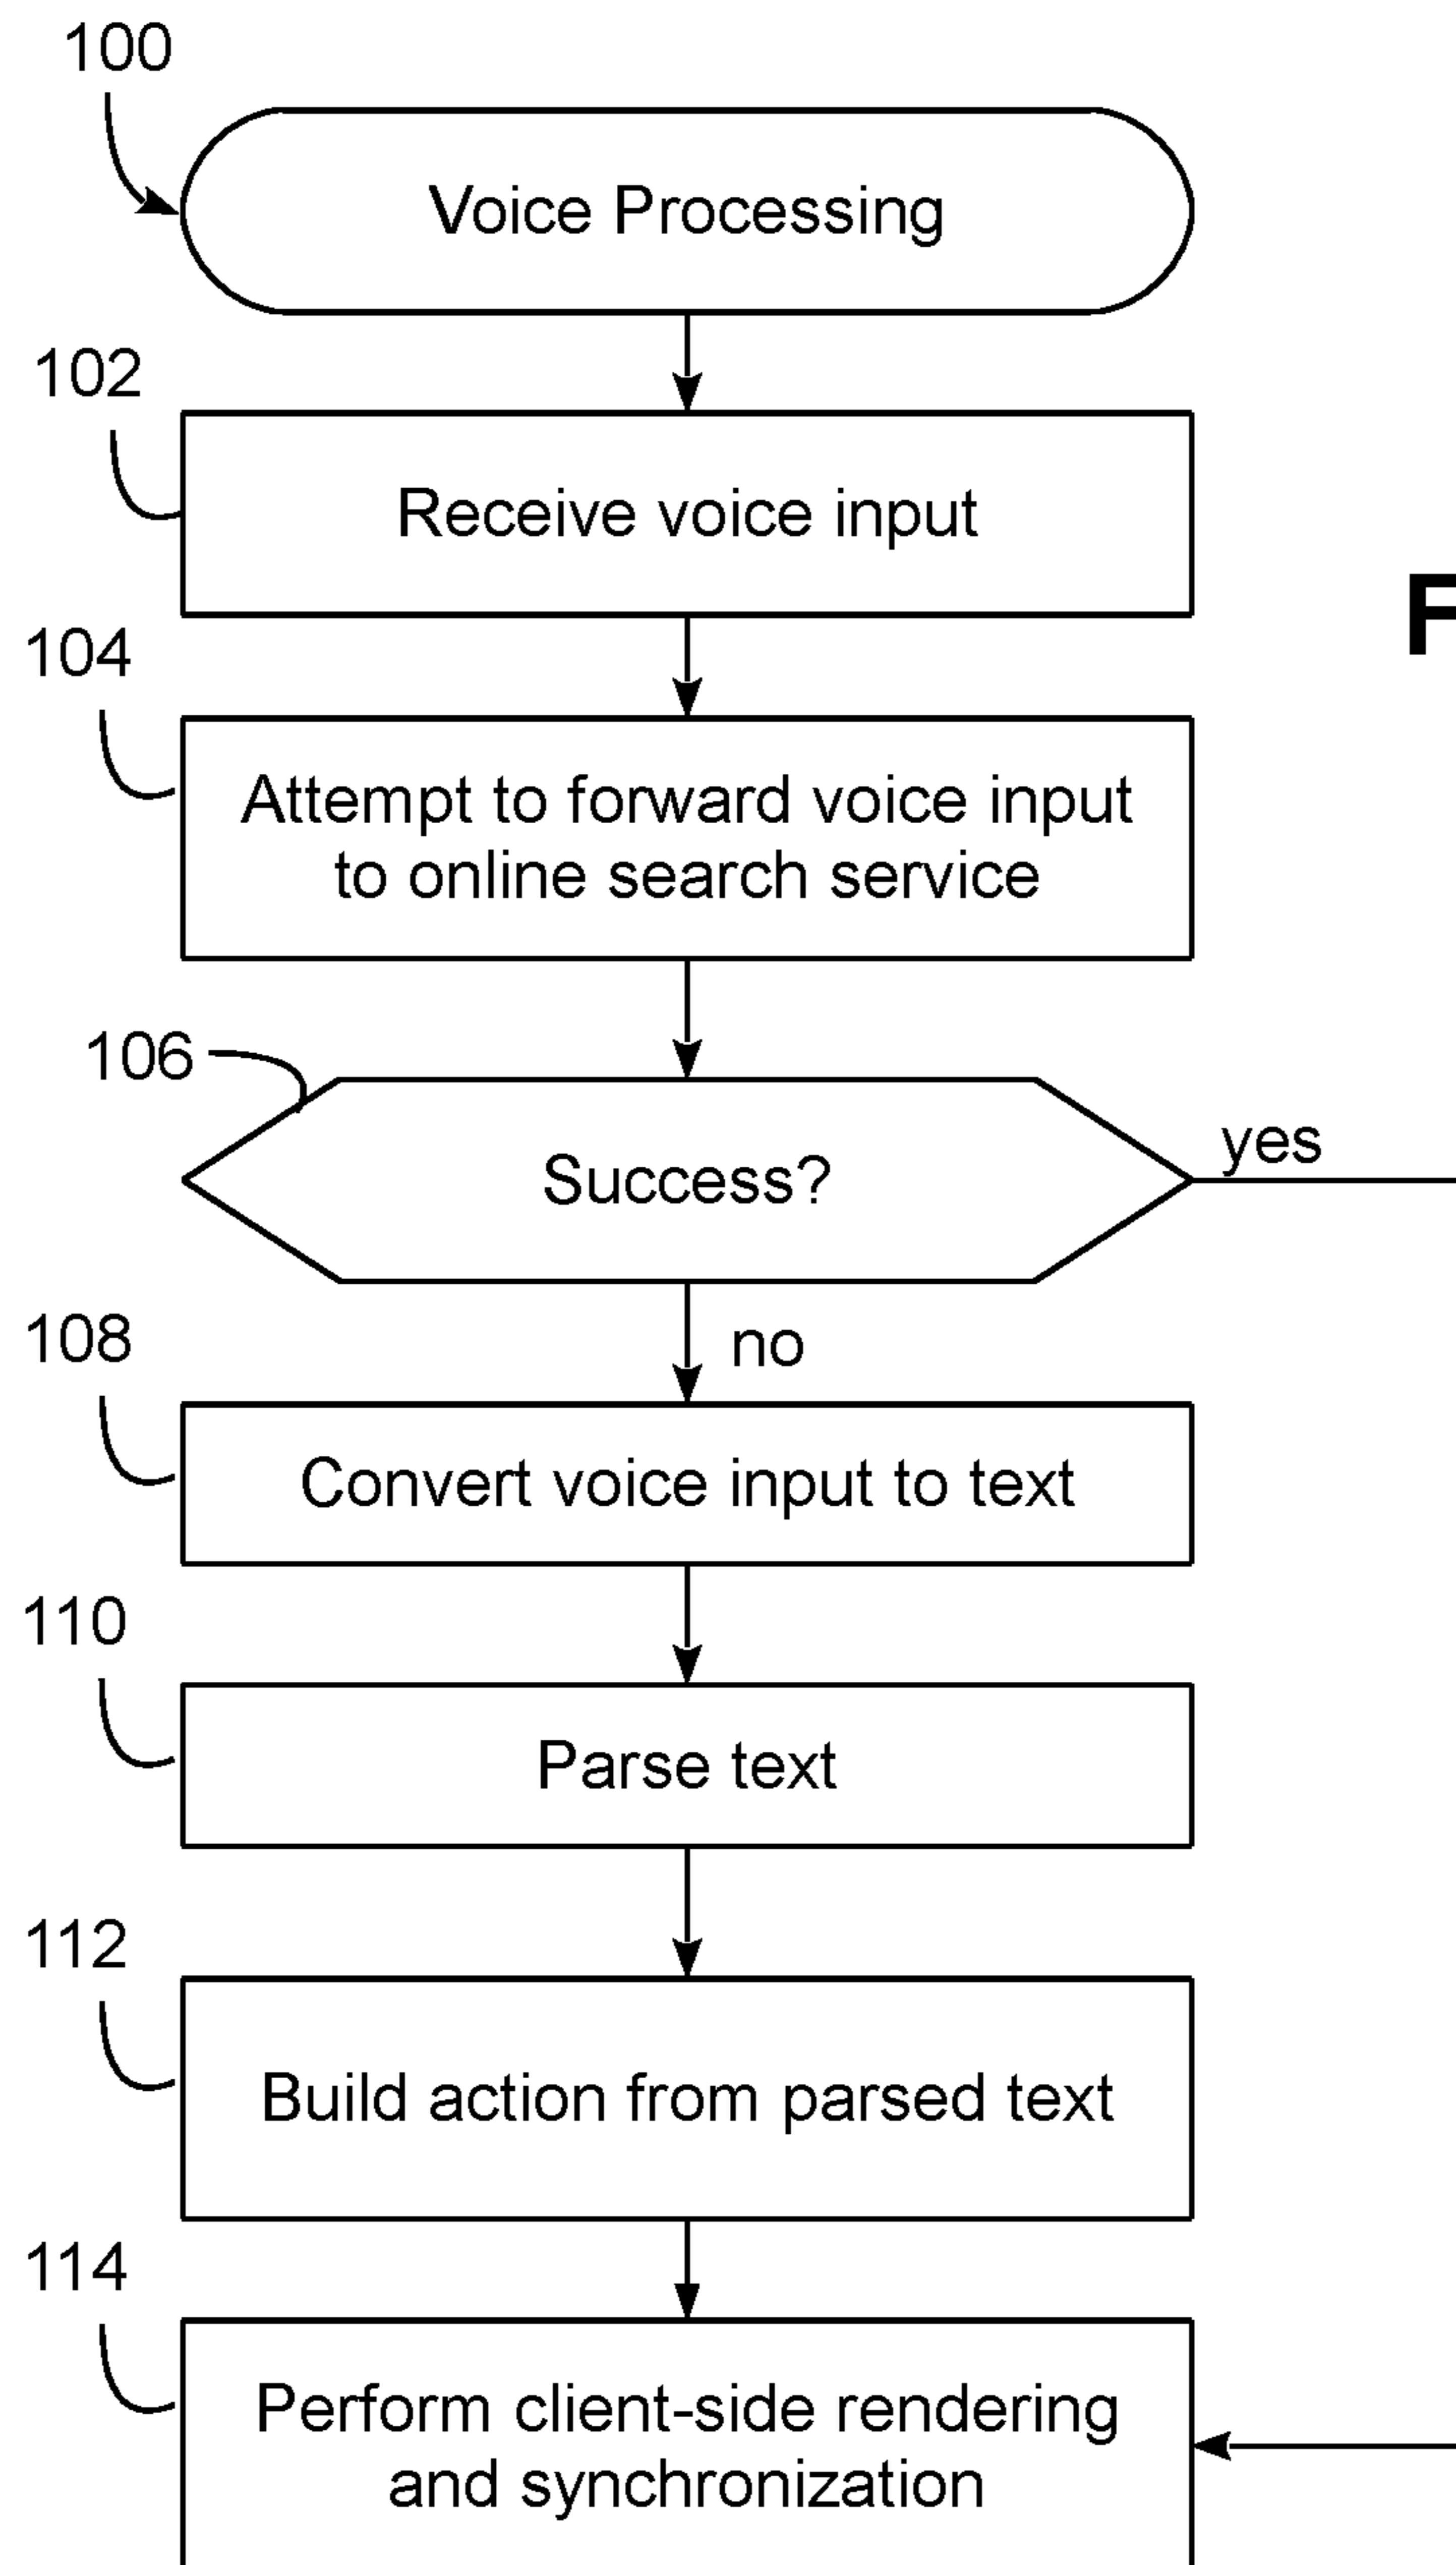 100
Voice Processing
102
Receive voice input
F
104
Attempt to forward voice input
to online search service
106
yes
Success?
108
no
Convert voice input to text
110
Parse text
112
Build action from parsed text
114
Perform client-side rendering
and synchronization